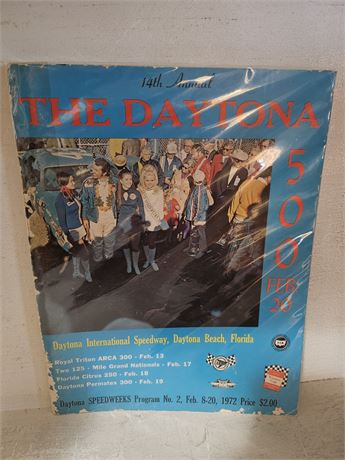 14th Annual
THE DAYTONA
500
FEB.
20
Daytona International Speedway, Daytona Beach, Florida
Royal Triton ARCA 300 - Feb. 13
Two 125 - Mile Grand Nationals - Feb. 17
Florida Citrus 250 - Feb. 18
Daytona Permatex 300 - Feb. 19
Daytona SPEEDWEEKS Program No. 2, Feb. 8-20, 1972 Price $2.00